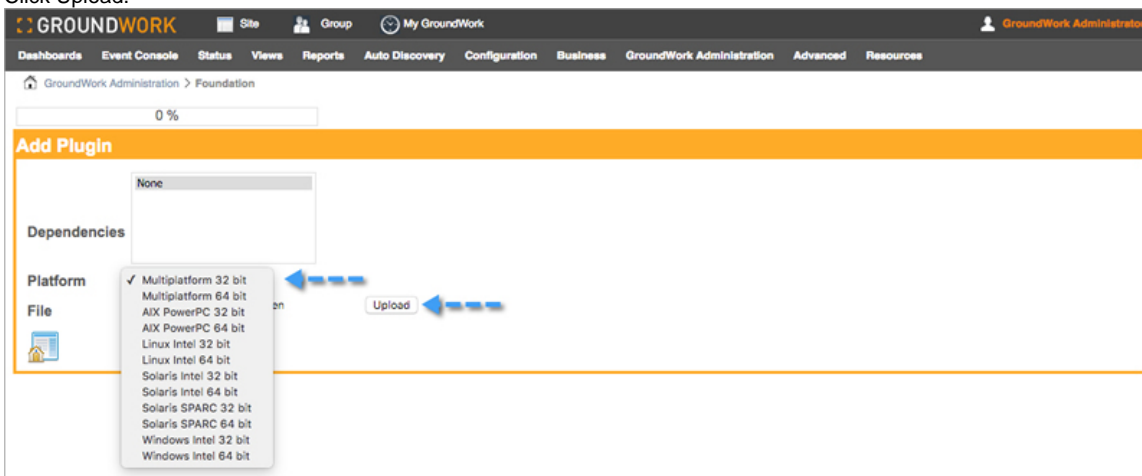 Click Upload.
GROUNDWORK Site Group My GroundWork GroundWork Administrator
Dashboards Event Console Status Views Reports Auto Discovery Configuration Business GroundWork Administration Advanced Resources
GroundWork Administration > Foundation
0 %
Add Plugin
None
Dependencies
Platform
✓ Multiplatform 32 bit
Multiplatform 64 bit
AIX PowerPC 32 bit
File
en
Upload
AIX PowerPC 64 bit
Linux Intel 32 bit
Linux Intel 64 bit
Solaris Intel 32 bit
Solaris Intel 64 bit
Solaris SPARC 32 bit
Solaris SPARC 64 bit
Windows Intel 32 bit
Windows Intel 64 bit